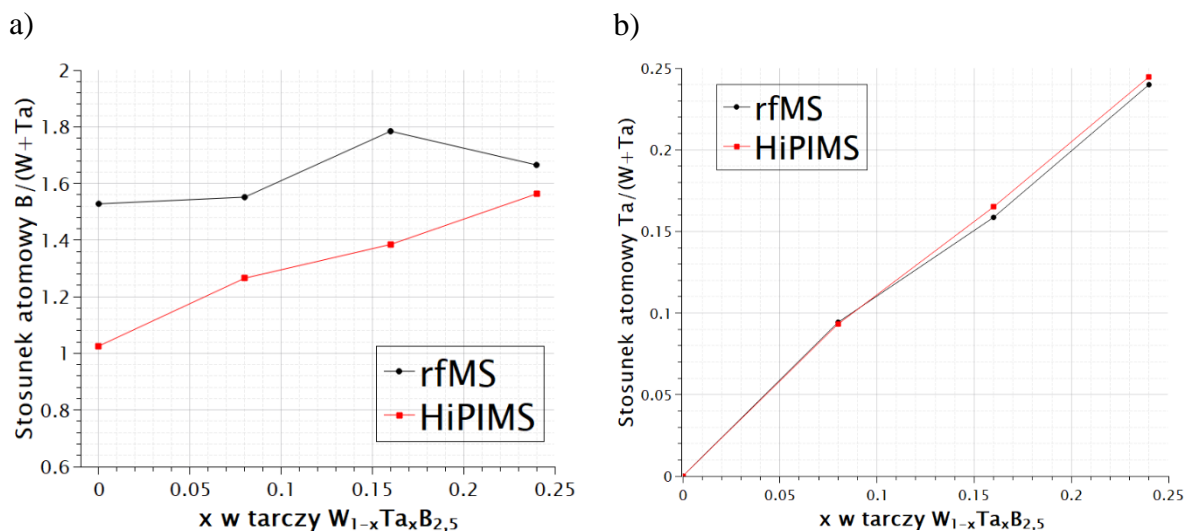 a)
Stosunek atomowy B/(W+Ta)
2
1.8
1.6
1.4
1.2
1
0.8
0.6
rfMS
HiPIMS
0
0.05
0.1
0.15
0.2
0.25
x w tarczy W₁₋ₓTaₓB₂,₅
b)
Stosunek atomowy Ta/(W+Ta)
0.25
0.2
0.15
0.1
0.05
0
rfMS
HiPIMS
0
0.05
0.1
0.15
0.2
0.25
x w tarczy W₁₋ₓTaₓB₂,₅